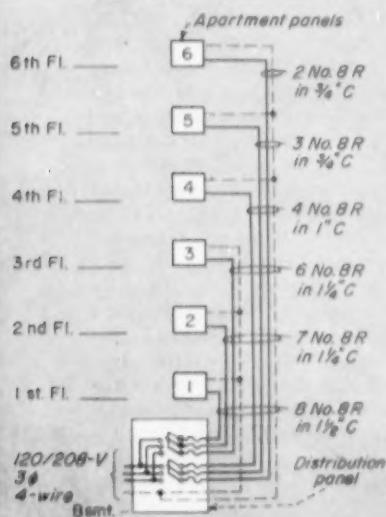 Apartment panels
6th Fl.
6
2 No. 8 R
in 3/4" C
5th Fl.
5
3 No. 8 R
in 3/4" C
4th Fl.
4
4 No. 8 R
in 1" C
3rd Fl.
3
6 No. 8 R
in 1 1/4" C
2nd Fl.
2
7 No. 8 R
in 1 1/4" C
1st. Fl.
1
8 No. 8 R
in 1 1/2" C
120/208-V
3ϕ
4-wire
Bsmt.
Distribution
panel